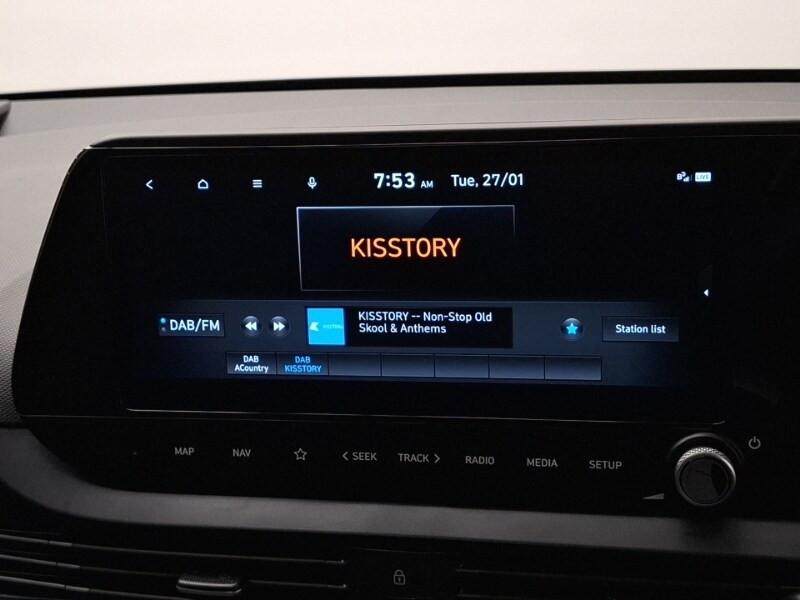 7:53 AM Tue, 27/01
LIVE
KISSTORY
DAB/FM
KISSTORY -- Non-Stop Old
Skool & Anthems
Station list
DAB
ACountry
DAB
KISSTORY
MAP NAV < SEEK TRACK > RADIO MEDIA SETUP